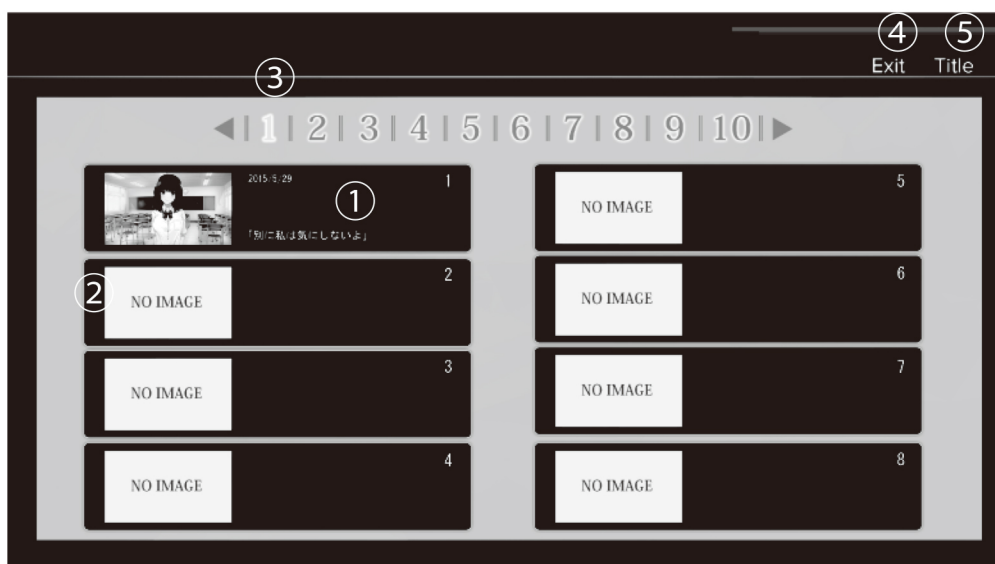 ④ ⑤
Exit Title
③
◀ 1 2 3 4 5 6 7 8 9 10 ▶
2015/5/29 1
①
「別に私は気にしないよ」
②
NO IMAGE 2
NO IMAGE 3
NO IMAGE 4
NO IMAGE 5
NO IMAGE 6
NO IMAGE 7
NO IMAGE 8